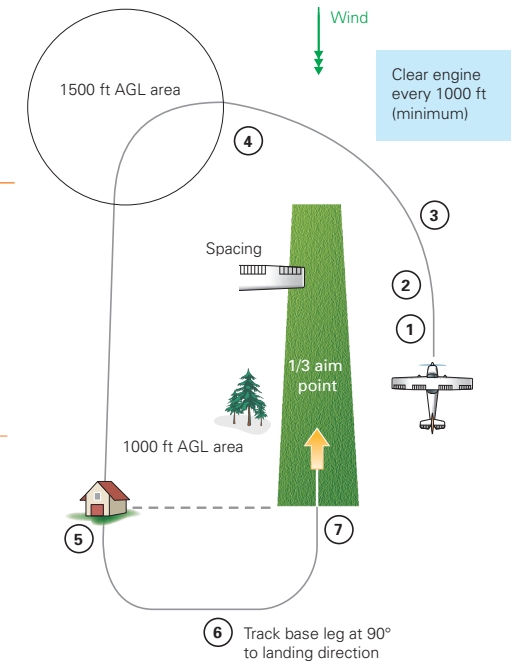 Wind
1500 ft AGL area
Clear engine
every 1000 ft
(minimum)
4
3
Spacing
2
1
1/3 aim
point
1000 ft AGL area
5
7
6
Track base leg at 90°
to landing direction